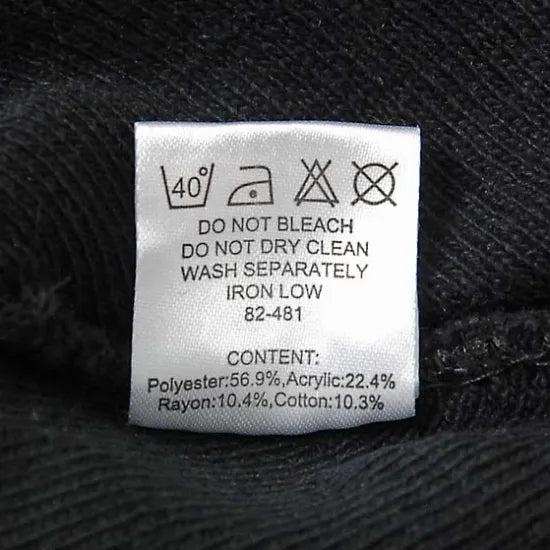 40°
DO NOT BLEACH
DO NOT DRY CLEAN
WASH SEPARATELY
IRON LOW
82-481
CONTENT:
Polyester:56.9%,Acrylic:22.4%
Rayon:10.4%,Cotton:10.3%